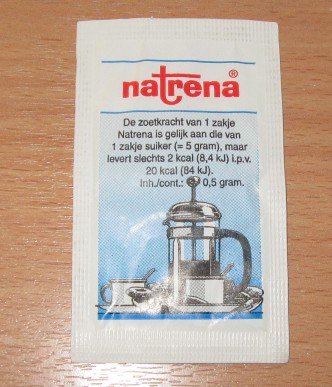 natrena®
De zoetkracht van 1 zakje
Natrena is gelijk aan die van
1 zakje suiker (= 5 gram), maar
levert slechts 2 kcal (8,4 kJ) i.p.v.
20 kcal (84 kJ).
Inh./cont.: 0,5 gram.